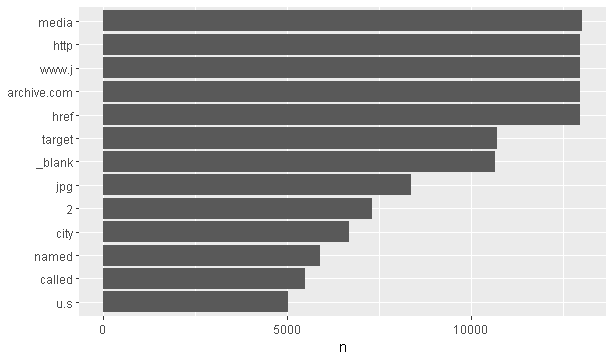 media
http
www.j
archive.com
href
target
_blank
jpg
2
city
named
called
u.s
0 5000 10000
n